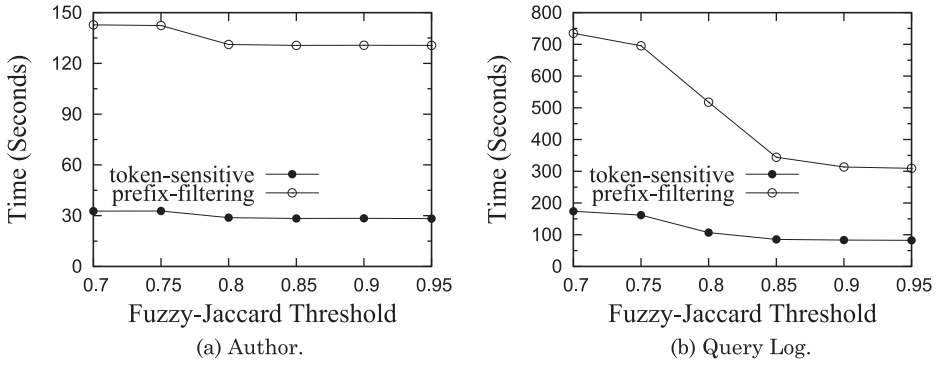 150
120
90
60
30
0
Time (Seconds)
token-sensitive
prefix-filtering
0.7 0.75 0.8 0.85 0.9 0.95
Fuzzy-Jaccard Threshold
(a) Author.
800
700
600
500
400
300
200
100
0
Time (Seconds)
token-sensitive
prefix-filtering
0.7 0.75 0.8 0.85 0.9 0.95
Fuzzy-Jaccard Threshold
(b) Query Log.